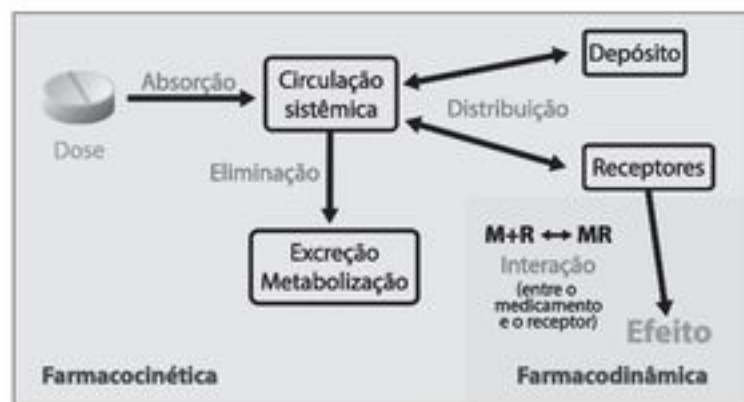 Dose
Absorção
Circulação
sistêmica
Eliminação
Excreção
Metabolização
Distribuição
Depósito
Receptores
M+R ↔ MR
Interação
(entre o
medicamento
e o receptor)
Efeito
Farmacocinética
Farmacodinâmica